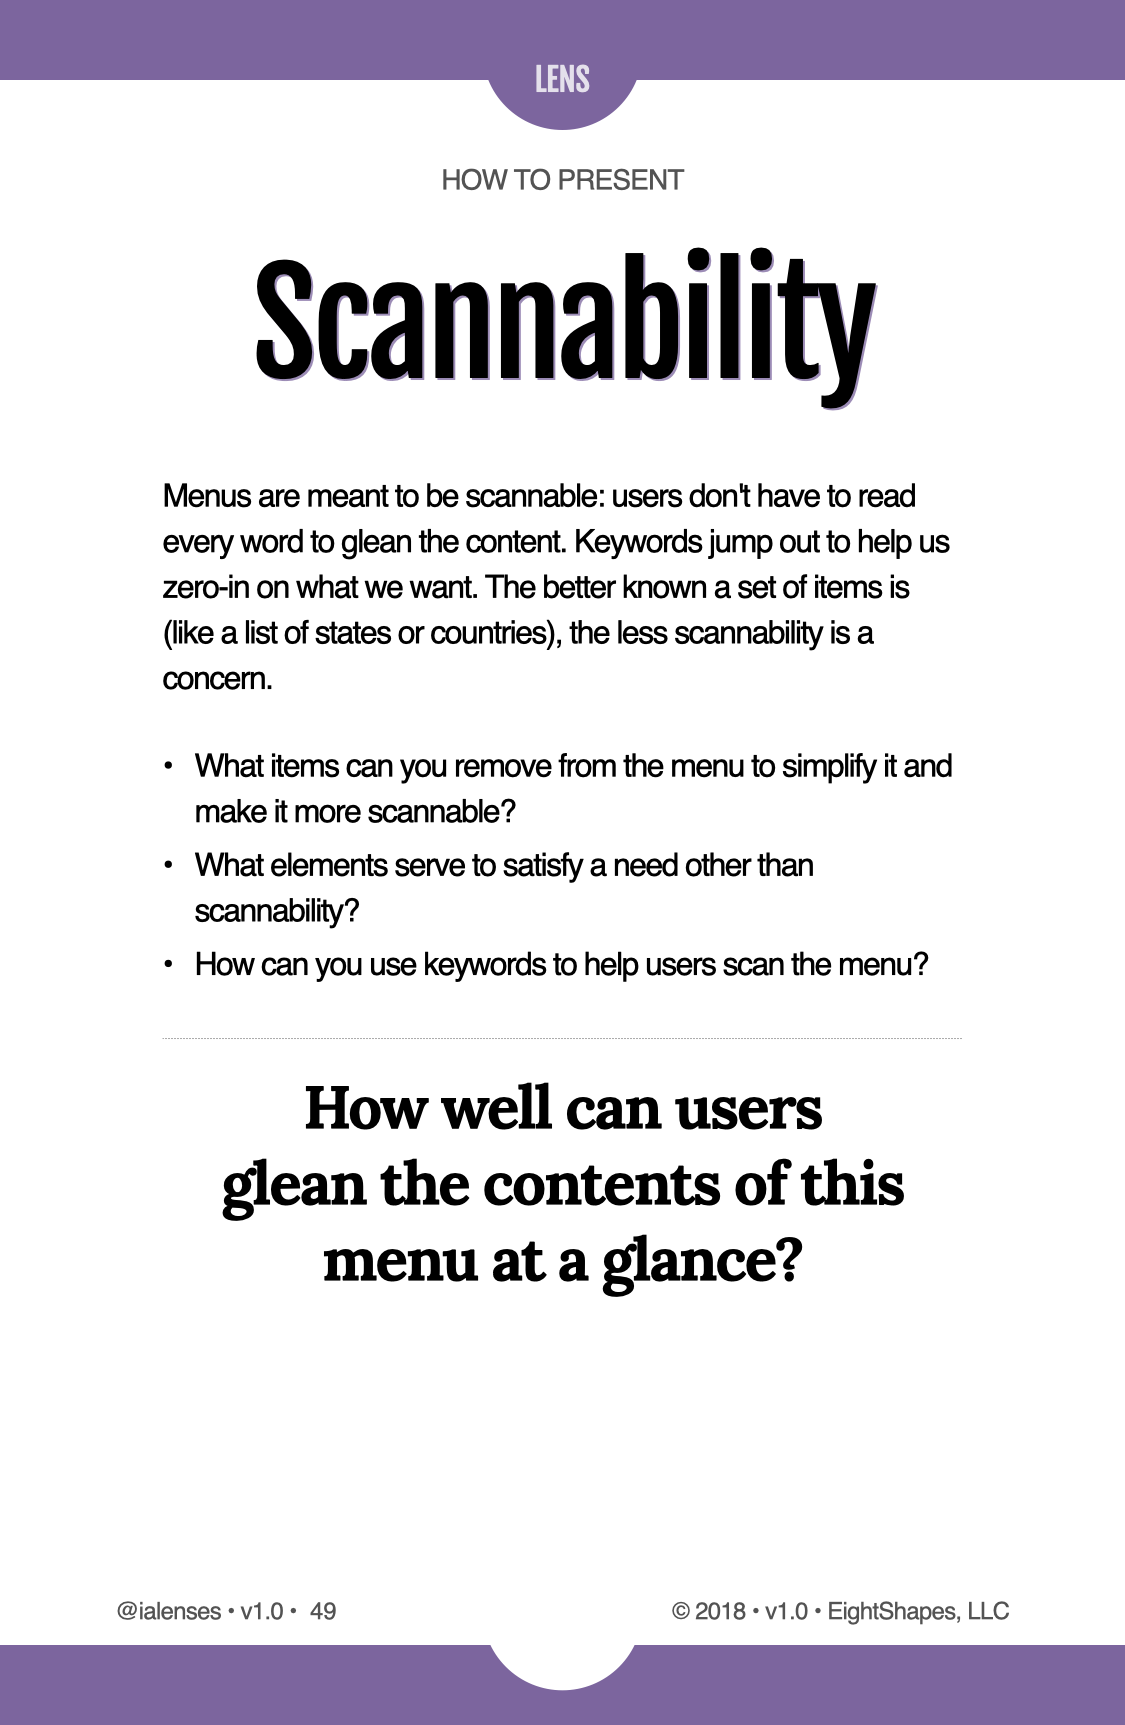 LENS
HOW TO PRESENT
Scannability
Menus are meant to be scannable: users don't have to read
every word to glean the content. Keywords jump out to help us
zero-in on what we want. The better known a set of items is
(like a list of states or countries), the less scannability is a
concern.
• What items can you remove from the menu to simplify it and
make it more scannable?
• What elements serve to satisfy a need other than
scannability?
• How can you use keywords to help users scan the menu?
How well can users
glean the contents of this
menu at a glance?
@ialenses • v1.0 • 49
© 2018 • v1.0 • EightShapes, LLC